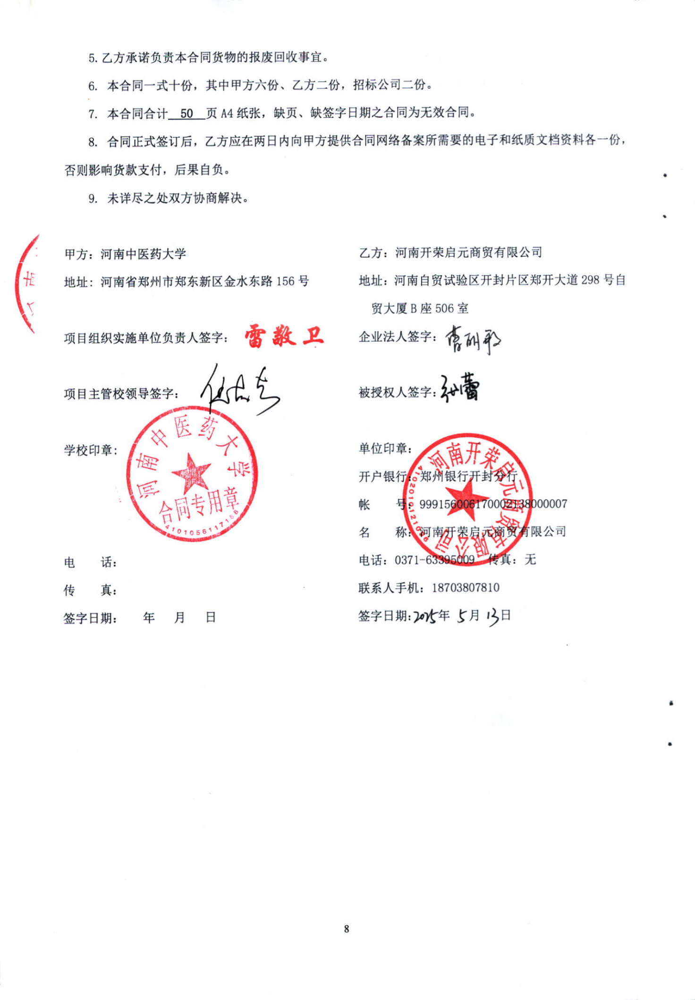 5.乙方承诺负责本合同货物的报废回收事宜。
6. 本合同一式十份，其中甲方六份、乙方二份，招标公司二份。
7. 本合同合计 50 页 A4 纸张，缺页、缺签字日期之合同为无效合同。
8. 合同正式签订后，乙方应在两日内向甲方提供合同网络备案所需要的电子和纸质文档资料各一份，
否则影响货款支付，后果自负。
9. 未详尽之处双方协商解决。
甲方：河南中医药大学
地址：河南省郑州市郑东新区金水东路 156 号
项目组织实施单位负责人签字：雷敬卫
项目主管校领导签字：
学校印章：
河南中医药大学
合同专用章
4101056117188
电 话：
传 真：
签字日期： 年 月 日
乙方：河南开荣启元商贸有限公司
地址：河南自贸试验区开封片区郑开大道 298 号自
贸大厦 B 座 506 室
企业法人签字：
被授权人签字：张蕾
单位印章：
河南开荣启元商贸有限公司
开户银行：郑州银行开封分行
帐 号：999156006170002138000007
名 称：河南开荣启元商贸有限公司
电话：0371-63395009 传真：无
联系人手机：18703807810
签字日期：2025年 5月 13日
8